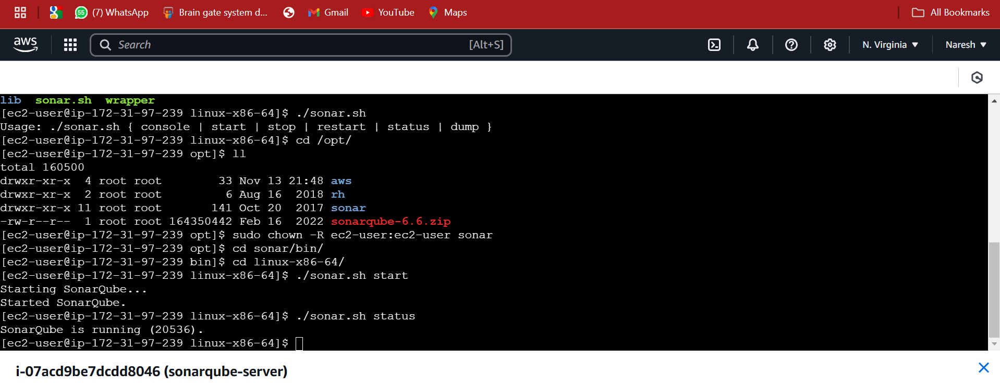 55 (7) WhatsApp Brain gate system d... Gmail YouTube Maps All Bookmarks
aws Search [Alt+S] N. Virginia Naresh
lib sonar.sh wrapper
[ec2-user@ip-172-31-97-239 linux-x86-64]$ ./sonar.sh
Usage: ./sonar.sh { console | start | stop | restart | status | dump }
[ec2-user@ip-172-31-97-239 linux-x86-64]$ cd /opt/
[ec2-user@ip-172-31-97-239 opt]$ ll
total 160500
drwxr-xr-x 4 root root 33 Nov 13 21:48 aws
drwxr-xr-x 2 root root 6 Aug 16 2018 rh
drwxr-xr-x 11 root root 141 Oct 20 2017 sonar
-rw-r--r-- 1 root root 164350442 Feb 16 2022 sonarqube-6.6.zip
[ec2-user@ip-172-31-97-239 opt]$ sudo chown -R ec2-user:ec2-user sonar
[ec2-user@ip-172-31-97-239 opt]$ cd sonar/bin/
[ec2-user@ip-172-31-97-239 bin]$ cd linux-x86-64/
[ec2-user@ip-172-31-97-239 linux-x86-64]$ ./sonar.sh start
Starting SonarQube...
Started SonarQube.
[ec2-user@ip-172-31-97-239 linux-x86-64]$ ./sonar.sh status
SonarQube is running (20536).
[ec2-user@ip-172-31-97-239 linux-x86-64]$
i-07acd9be7dcdd8046 (sonarqube-server)